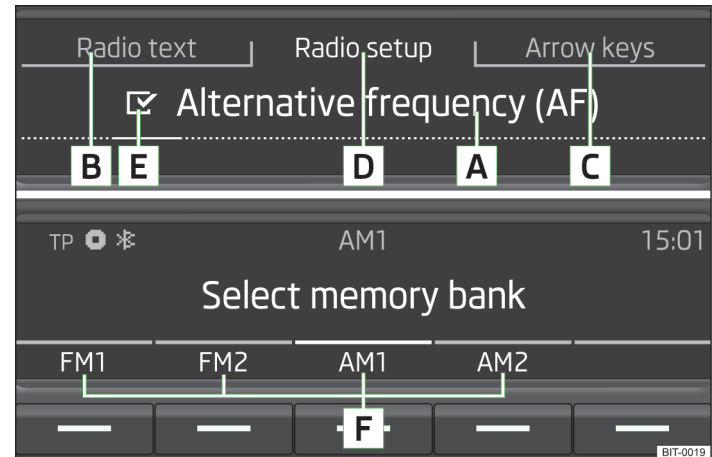 Radio text Radio setup Arrow keys
Alternative frequency (AF)
B E D A C
TP AM1 15:01
Select memory bank
FM1 FM2 AM1 AM2
F
BIT-0019